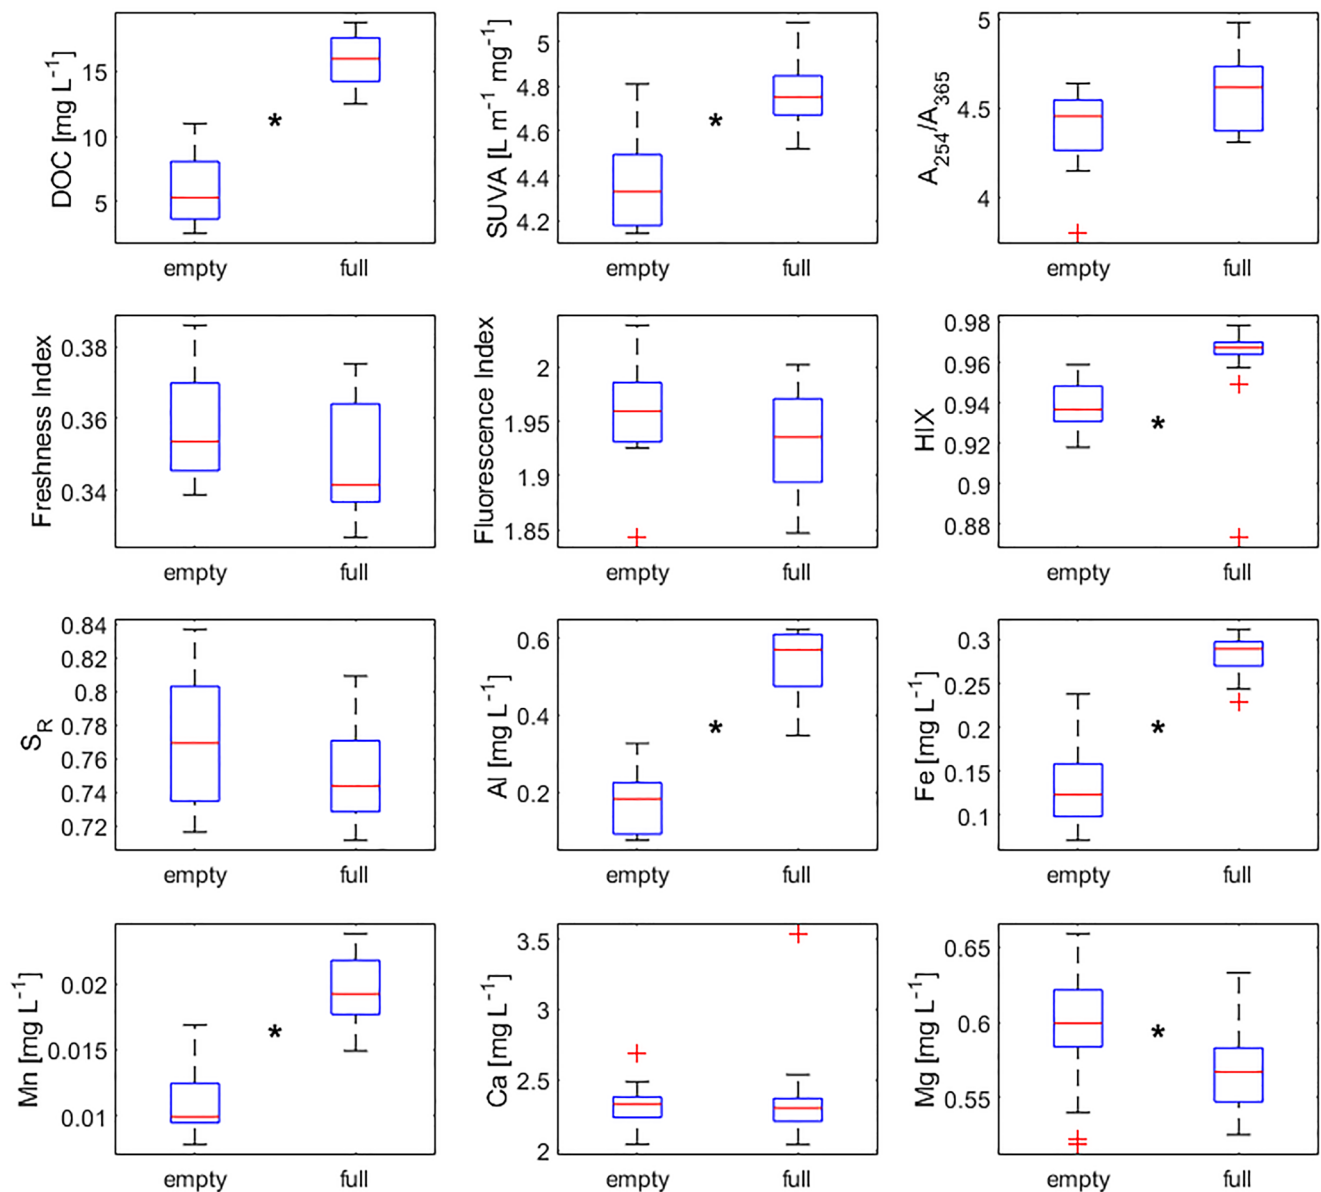 DOC [mg L⁻¹]
15
10
5
*
empty full
SUVA [L m⁻¹ mg⁻¹]
5
4.8
4.6
4.4
4.2
*
empty full
A₂₅₄/A₃₆₅
5
4.5
4
empty full
Freshness Index
0.38
0.36
0.34
empty full
Fluorescence Index
2
1.95
1.9
1.85
empty full
HIX
0.98
0.96
0.94
0.92
0.9
0.88
*
empty full
S_R
0.84
0.82
0.8
0.78
0.76
0.74
0.72
empty full
Al [mg L⁻¹]
0.6
0.4
0.2
*
empty full
Fe [mg L⁻¹]
0.3
0.25
0.2
0.15
0.1
*
empty full
Mn [mg L⁻¹]
0.02
0.015
0.01
*
empty full
Ca [mg L⁻¹]
3.5
3
2.5
2
empty full
Mg [mg L⁻¹]
0.65
0.6
0.55
*
empty full